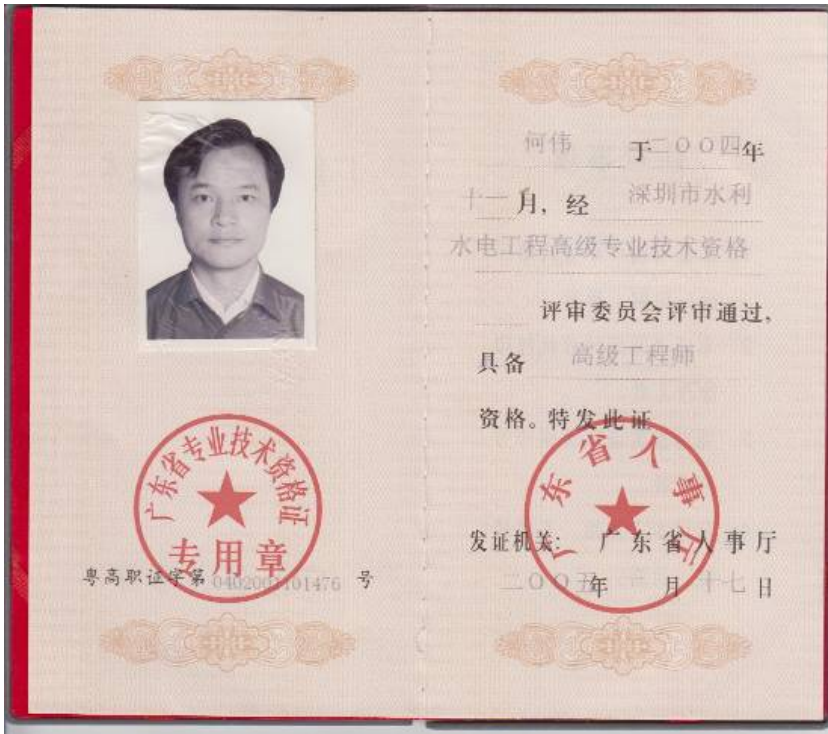 广东省专业技术资格证
专用章
粤高职证字第 0402001401476 号
何伟 于二〇〇四年
十一月，经 深圳市水利
水电工程高级专业技术资格
评审委员会评审通过，
具备 高级工程师
资格。特发此证
广东省人事厅
发证机关： 广东省人事厅
二〇〇五年 月十七日